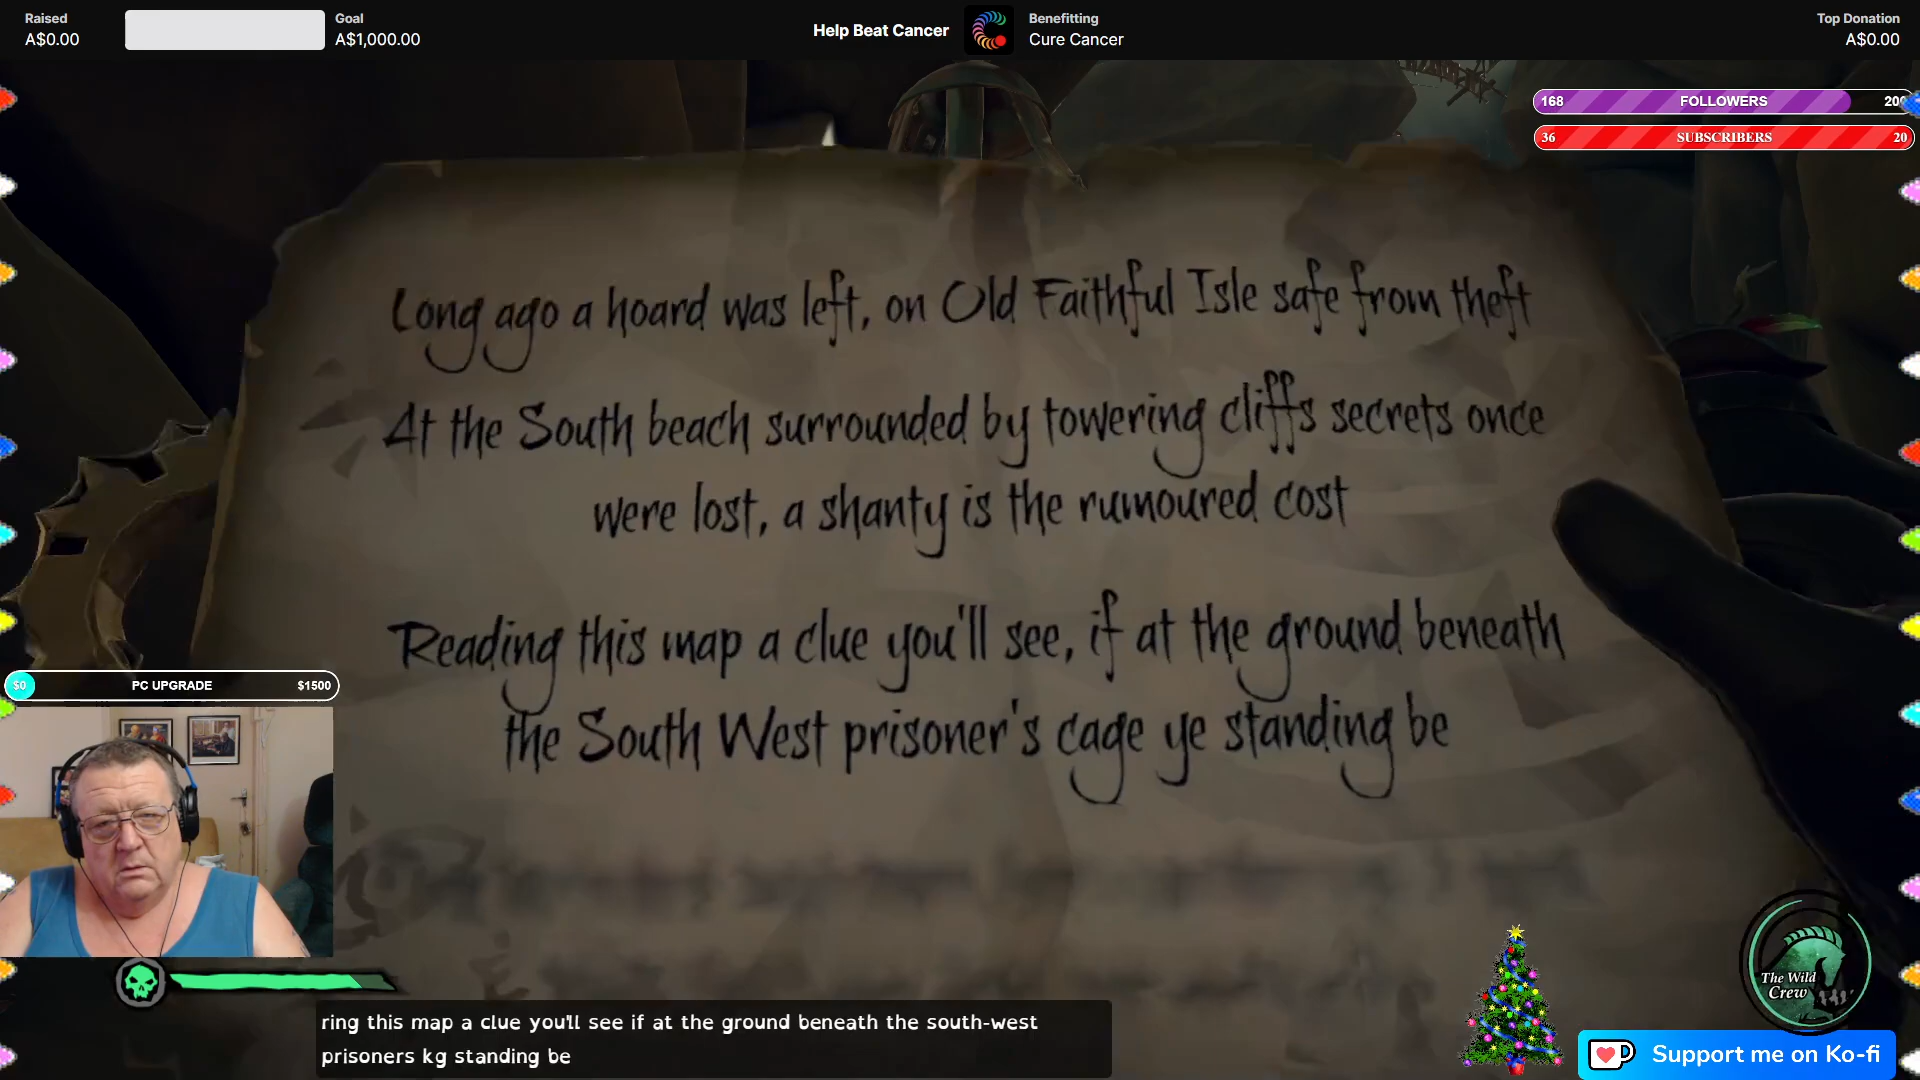 Raised
A$0.00
Goal
A$1,000.00
Help Beat Cancer
Benefitting
Cure Cancer
Top Donation
A$0.00
168 FOLLOWERS 200
36 SUBSCRIBERS 20
Long ago a hoard was left, on Old Faithful Isle safe from theft
At the South beach surrounded by towering cliffs secrets once
were lost, a shanty is the rumoured cost
Reading this map a clue you'll see, if at the ground beneath
the South West prisoner's cage ye standing be
$0 PC UPGRADE $1500
ring this map a clue you'll see if at the ground beneath the south-west
prisoners kg standing be
The Wild
Crew
Support me on Ko-fi